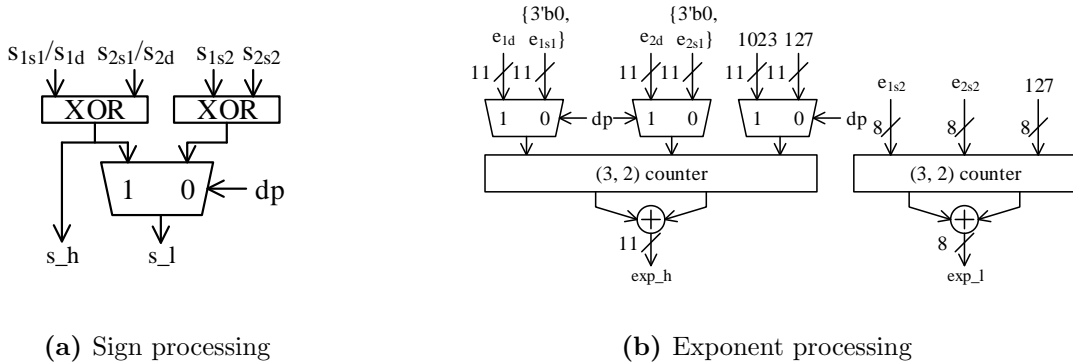 s1s1/s1d s2s1/s2d s1s2 s2s2
XOR XOR
1 0 dp
s_h s_l
(a) Sign processing
{3'b0, {3'b0,
e1d e1s1} e2d e2s1} 1023 127
11 11 11 11 11 11
1 0 dp 1 0 1 0 dp
e1s2 e2s2 127
8 8 8
(3, 2) counter (3, 2) counter
+ +
11 8
exp_h exp_l
(b) Exponent processing